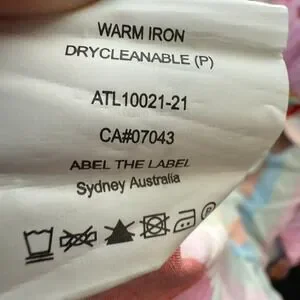 WARM IRON
DRYCLEANABLE (P)
ATL10021-21
CA#07043
ABEL THE LABEL
Sydney Australia
P